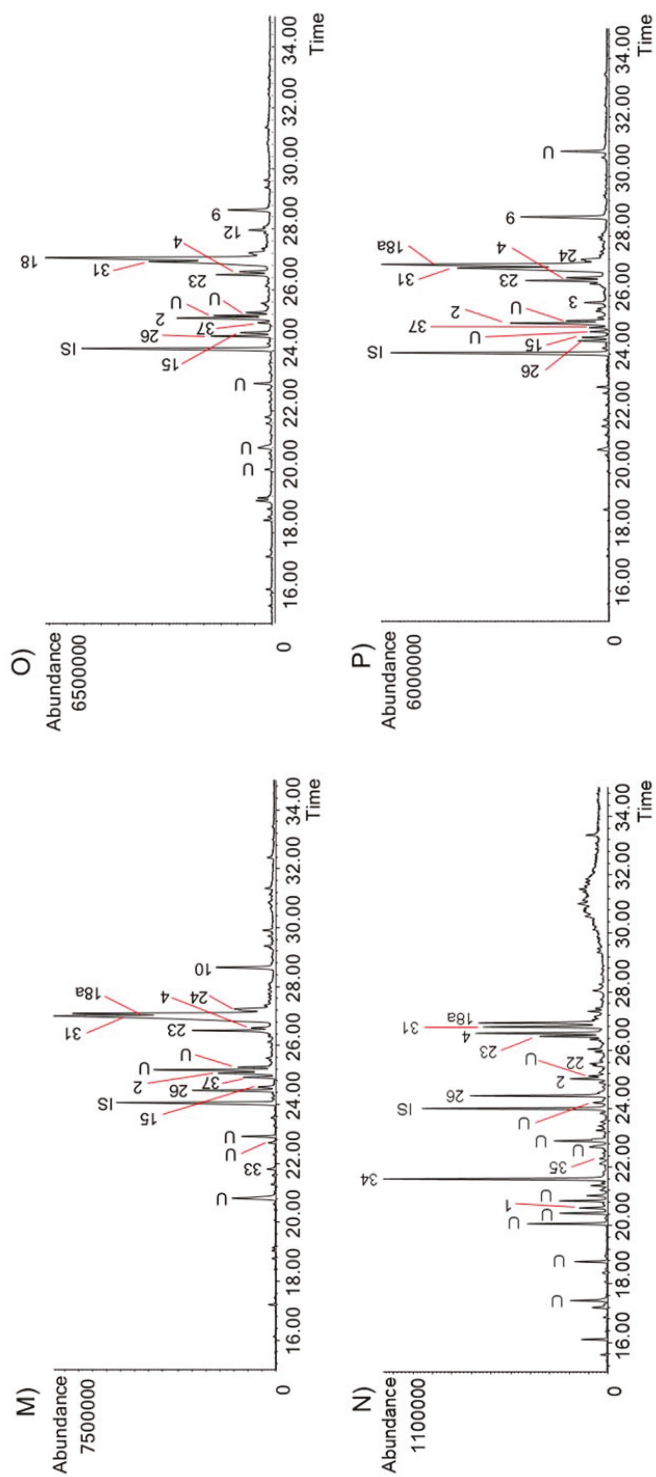 M)
Abundance
7500000
0
U
33
U
U
IS
15
26
37
2
U
U
23
31
4
18a
24
10
16.00 18.00 20.00 22.00 24.00 26.00 28.00 30.00 32.00 34.00
Time
N)
Abundance
1100000
U
U
U
U
1
U
34
35
U
U
U
IS
26
2
22
U
23
4
31
18a
16.00 18.00 20.00 22.00 24.00 26.00 28.00 30.00 32.00 34.00
0
Time
O)
Abundance
6500000
0
U
U
U
IS
15
26
37
2
U
U
23
4
31
18
12
9
16.00 18.00 20.00 22.00 24.00 26.00 28.00 30.00 32.00 34.00
Time
P)
Abundance
6000000
IS
26
15
U
37
2
U
3
23
4
31
18a
24
9
U
0
16.00 18.00 20.00 22.00 24.00 26.00 28.00 30.00 32.00 34.00
Time